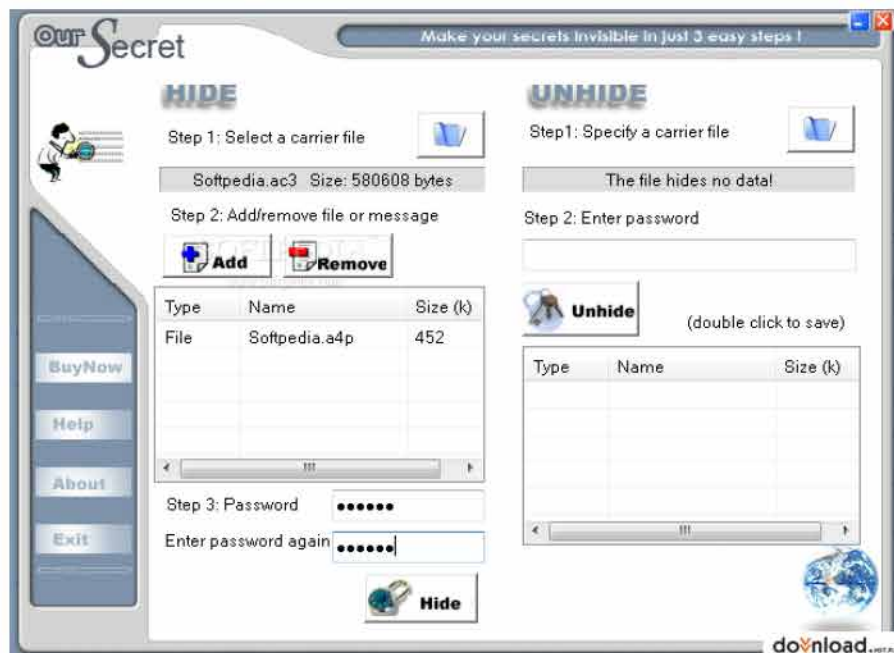 Our Secret
Make your secrets invisible in just 3 easy steps !
HIDE
Step 1: Select a carrier file
Softpedia.ac3 Size: 580608 bytes
Step 2: Add/remove file or message
Add Remove
Type Name Size (k)
File Softpedia.a4p 452
Step 3: Password ●●●●●●
Enter password again ●●●●●●
Hide
UNHIDE
Step1: Specify a carrier file
The file hides no data!
Step 2: Enter password
Unhide
(double click to save)
Type Name Size (k)
BuyNow
Help
About
Exit
download